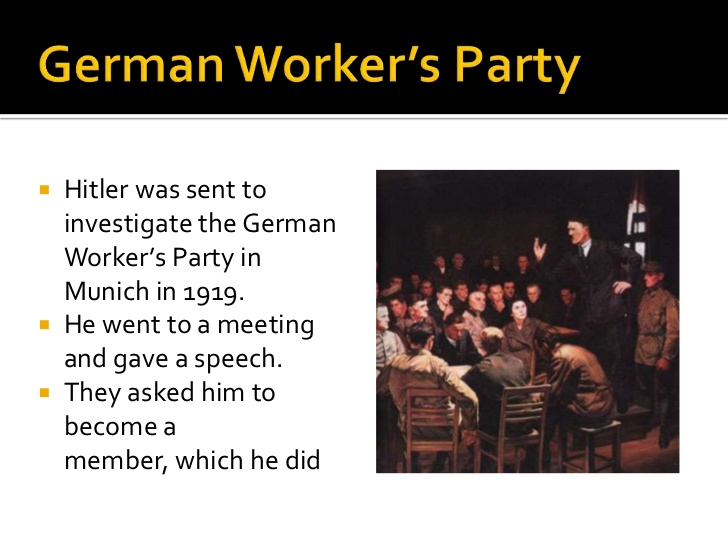 German Worker's Party
▪ Hitler was sent to
investigate the German
Worker's Party in
Munich in 1919.
▪ He went to a meeting
and gave a speech.
▪ They asked him to
become a
member, which he did